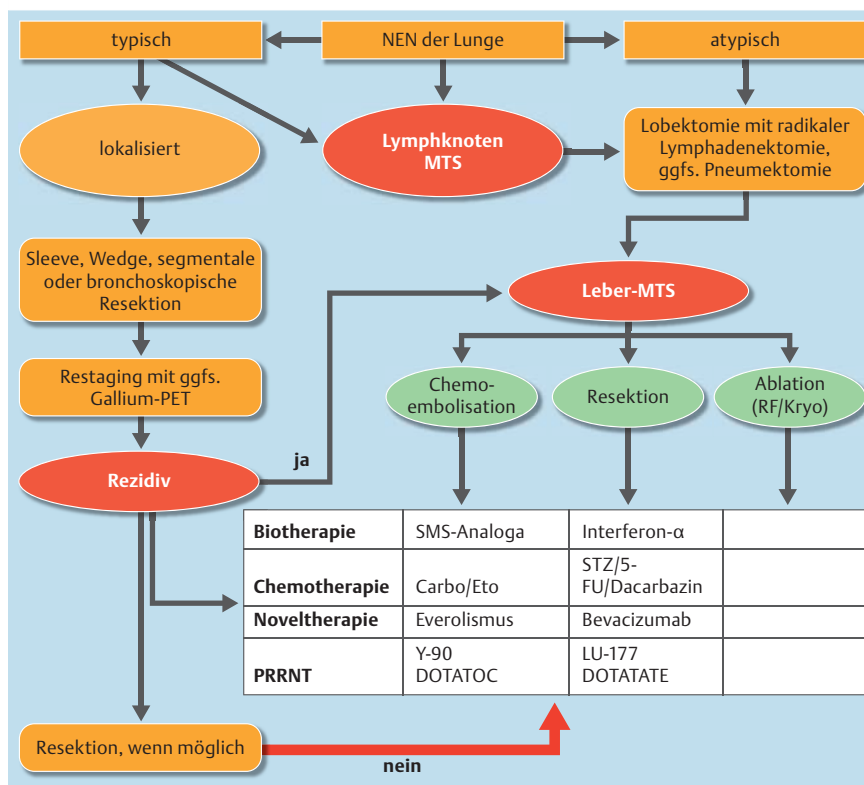 typisch
NEN der Lunge
atypisch
lokalisiert
Lymphknoten
MTS
Lobektomie mit radikaler
Lymphadenektomie,
ggfs. Pneumektomie
Sleeve, Wedge, segmentale
oder bronchoskopische
Resektion
Leber-MTS
Restaging mit ggfs.
Gallium-PET
Chemo-
embolisation
Resektion
Ablation
(RF/Kryo)
ja
Rezidiv
Biotherapie SMS-Analoga Interferon-α
Chemotherapie Carbo/Eto STZ/5-
FU/Dacarbazin
Noveltherapie Everolismus Bevacizumab
PRRNT Y-90 LU-177
DOTATOC DOTATATE
Resektion, wenn möglich
nein